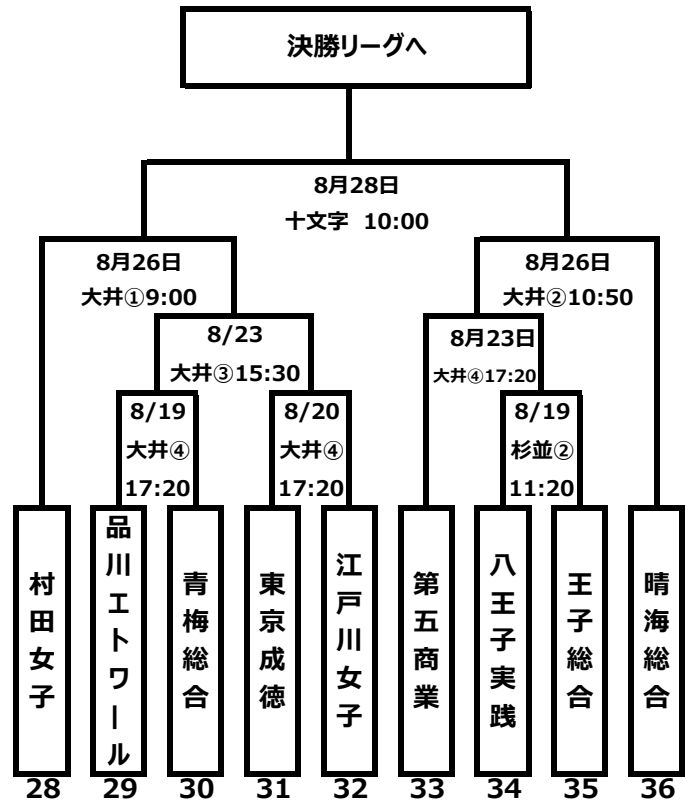 決勝リーグへ
8月28日
十文字 10:00
8月26日
大井①9:00
8月26日
大井②10:50
8/23
大井③15:30
8月23日
大井④17:20
8/19
大井④
17:20
8/20
大井④
17:20
8/19
杉並②
11:20
村田女子
品川エトワール
青梅総合
東京成徳
江戸川女子
第五商業
八王子実践
王子総合
晴海総合
28 29 30 31 32 33 34 35 36